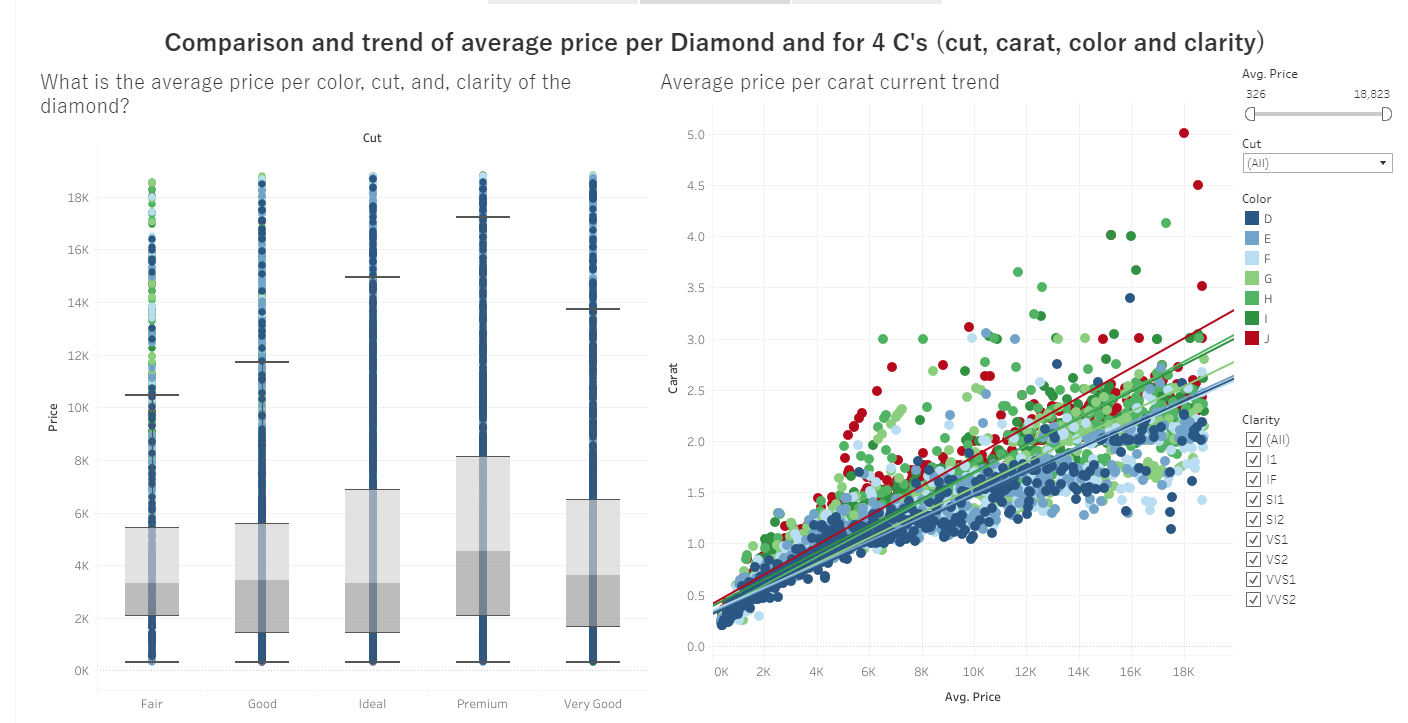 Comparison and trend of average price per Diamond and for 4 C's (cut, carat, color and clarity)
What is the average price per color, cut, and, clarity of the
diamond?
Cut
18K
16K
14K
12K
10K
8K
6K
4K
2K
0K
Price
Fair
Good
Ideal
Premium
Very Good
Average price per carat current trend
5.0
4.5
4.0
3.5
3.0
2.5
2.0
1.5
1.0
0.5
0.0
Carat
0K
2K
4K
6K
8K
10K
12K
14K
16K
18K
Avg. Price
Avg. Price
326
18,823
Cut
(All)
Color
D
E
F
G
H
I
J
Clarity
(All)
I1
IF
SI1
SI2
VS1
VS2
VVS1
VVS2